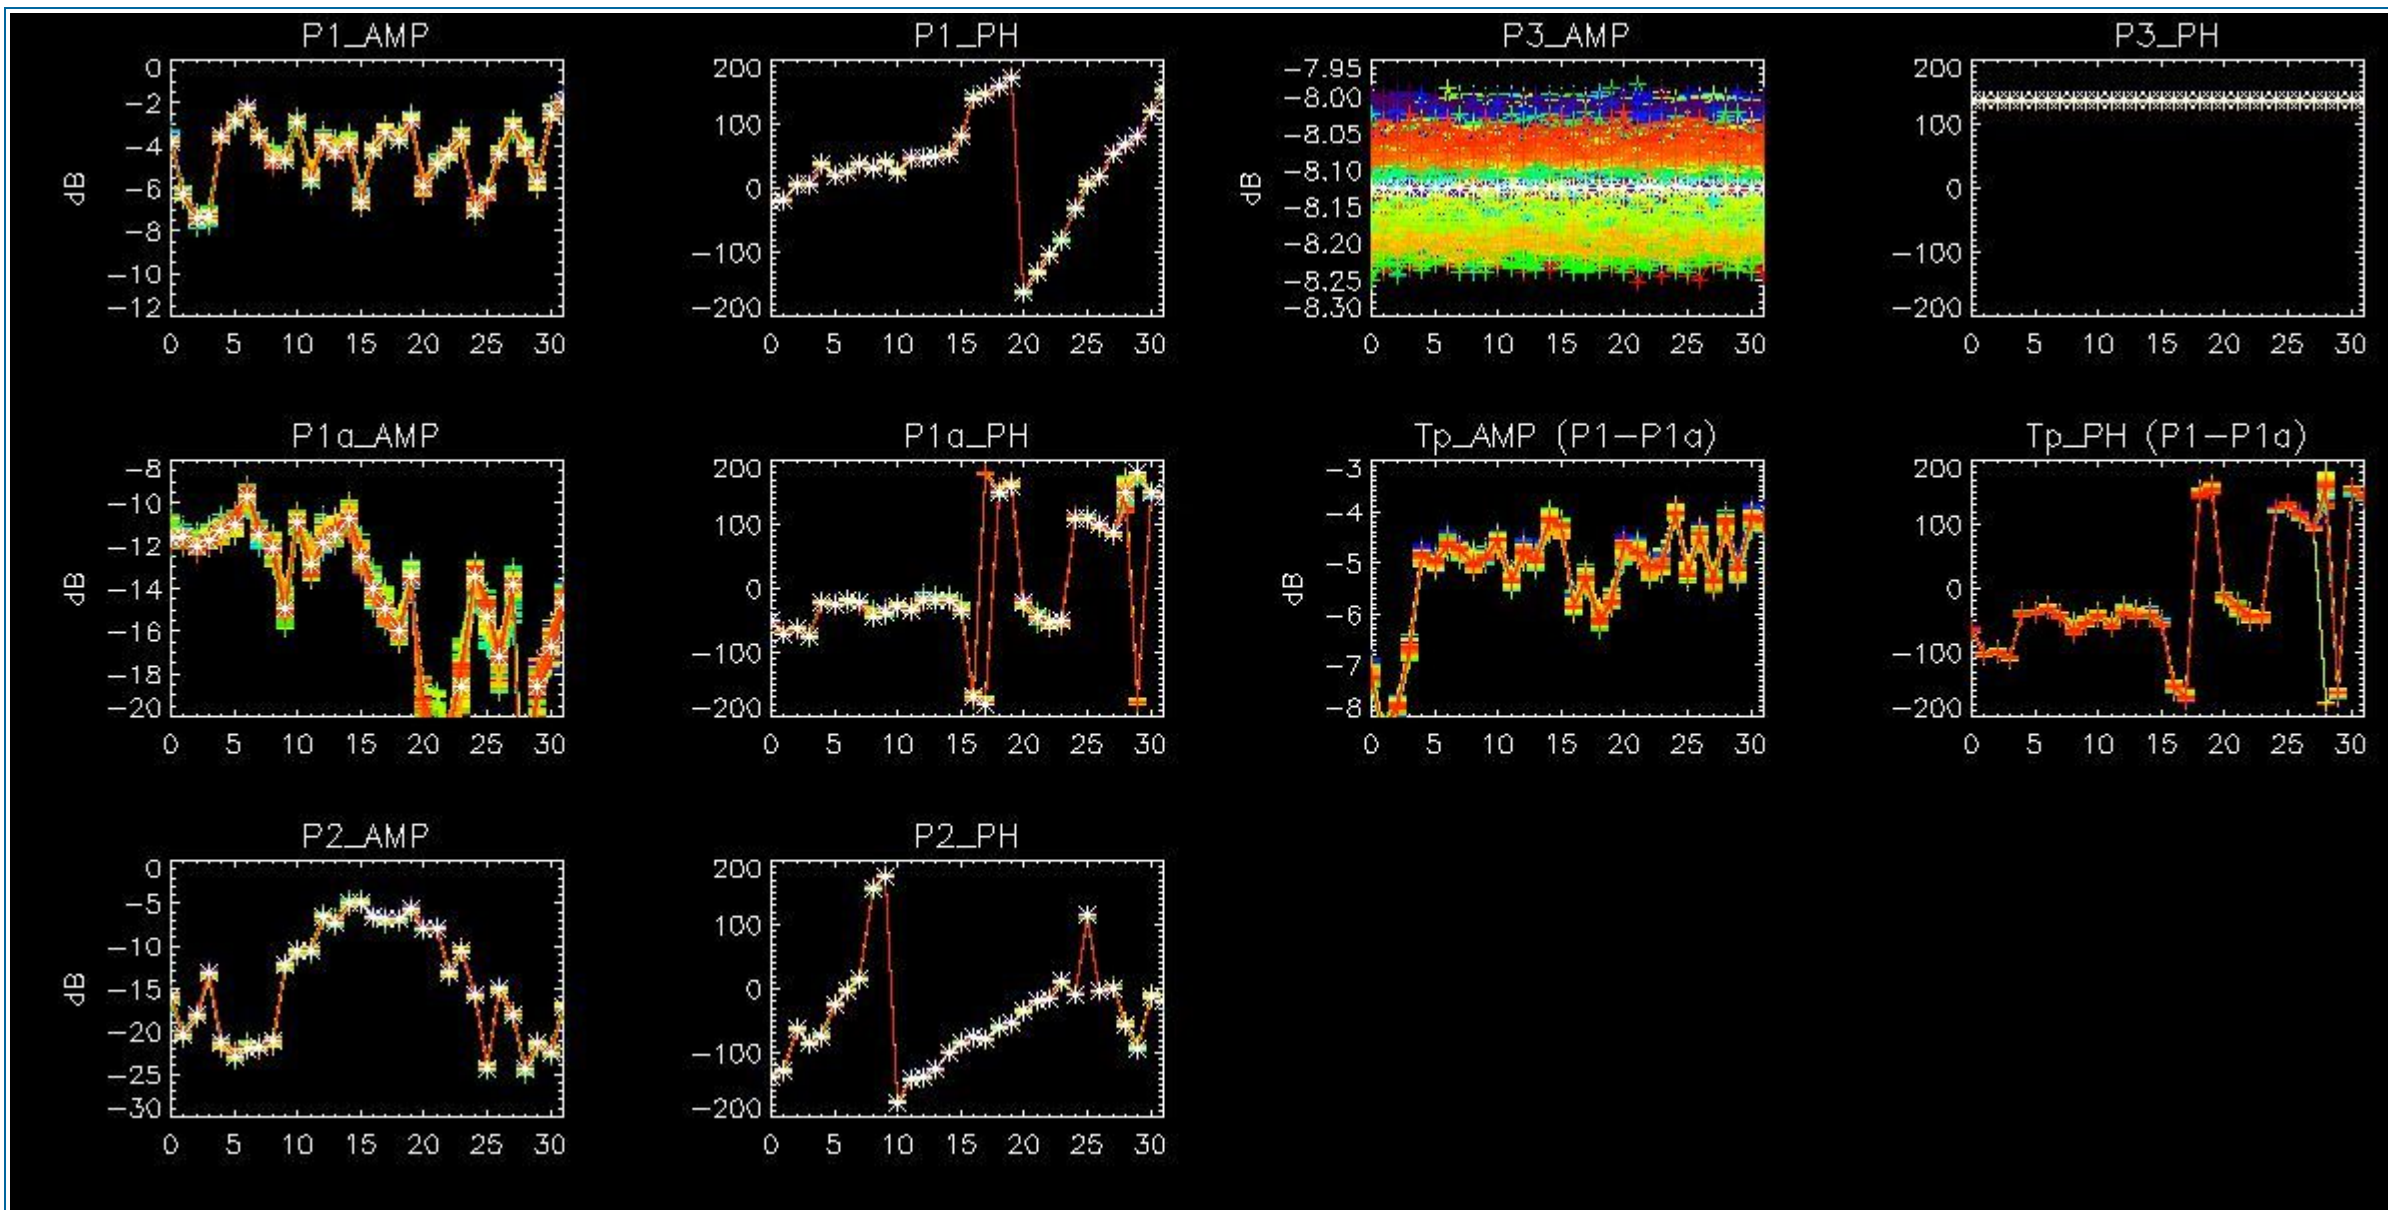 P1_AMP
P1_PH
P3_AMP
P3_PH
0
−2
−4
−6
−8
−10
−12
dB
0 5 10 15 20 25 30
200
100
0
−100
−200
0 5 10 15 20 25 30
−7.95
−8.00
−8.05
−8.10
−8.15
−8.20
−8.25
−8.30
dB
0 5 10 15 20 25 30
200
100
0
−100
−200
0 5 10 15 20 25 30
P1a_AMP
P1a_PH
Tp_AMP (P1−P1a)
Tp_PH (P1−P1a)
−8
−10
−12
−14
−16
−18
−20
dB
0 5 10 15 20 25 30
200
100
0
−100
−200
0 5 10 15 20 25 30
−3
−4
−5
−6
−7
−8
dB
0 5 10 15 20 25 30
200
100
0
−100
−200
0 5 10 15 20 25 30
P2_AMP
P2_PH
0
−5
−10
−15
−20
−25
−30
dB
0 5 10 15 20 25 30
200
100
0
−100
−200
0 5 10 15 20 25 30